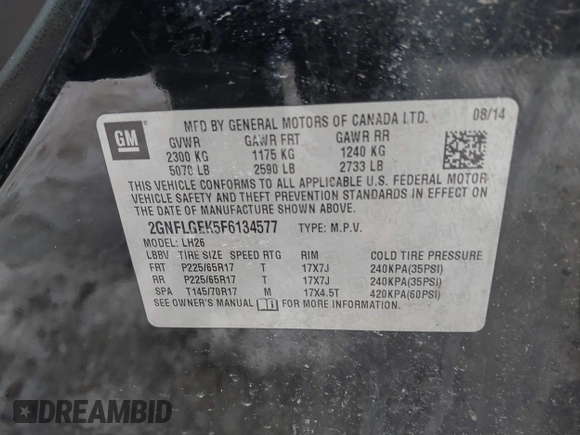 GM
MFD BY GENERAL MOTORS OF CANADA LTD. 08/14
GVWR GAWR FRT GAWR RR
2300 KG 1175 KG 1240 KG
5070 LB 2590 LB 2733 LB
THIS VEHICLE CONFORMS TO ALL APPLICABLE U.S. FEDERAL MOTOR
VEHICLE SAFETY AND THEFT PREVENTION STANDARDS IN EFFECT ON
THE DATE OF MANUFACTURE SHOWN ABOVE.
2GNFLGEK5F6134577 TYPE: M.P.V.
MODEL: LH26
LBBV TIRE SIZE SPEED RTG RIM COLD TIRE PRESSURE
FRT P225/65R17 T 17X7J 240KPA(35PSI)
RR P225/65R17 T 17X7J 240KPA(35PSI)
SPA T145/70R17 M 17X4.5T 420KPA(60PSI)
SEE OWNER'S MANUAL FOR MORE INFORMATION.
DREAMBID